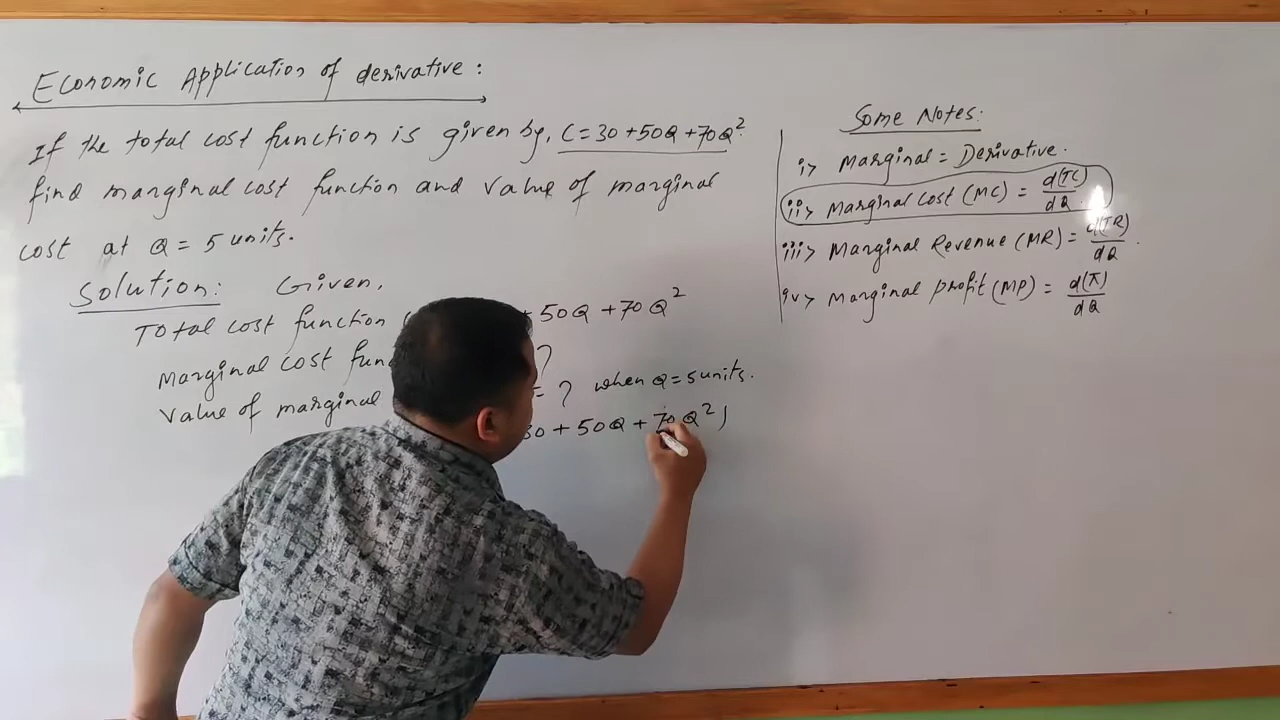 Economic Application of derivative:
If the total cost function is given by, C=30+50Q+70Q².
find marginal cost function and value of marginal
cost at Q = 5 units.
Solution: Given,
Total cost function + 50Q + 70Q²
Marginal cost func ?
Value of marginal = ? when Q=5units.
30 + 50Q + 70Q²)
Some Notes:
i> Marginal = Derivative.
ii> Marginal Cost (MC) = d(TC)/dQ.
iii> Marginal Revenue (MR) = d(TR)/dQ.
iv> Marginal profit (MP) = d(π)/dQ